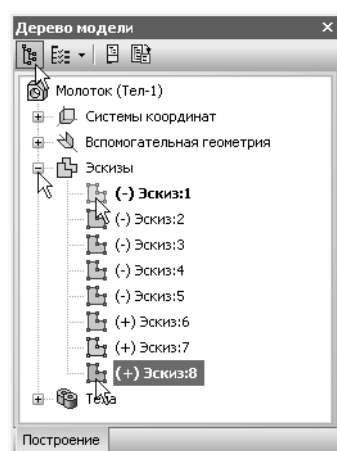 Дерево модели
Молоток (Тел-1)
Системы координат
Вспомогательная геометрия
Эскизы
(-) Эскиз:1
(-) Эскиз:2
(-) Эскиз:3
(-) Эскиз:4
(-) Эскиз:5
(+) Эскиз:6
(+) Эскиз:7
(+) Эскиз:8
Тела
Построение